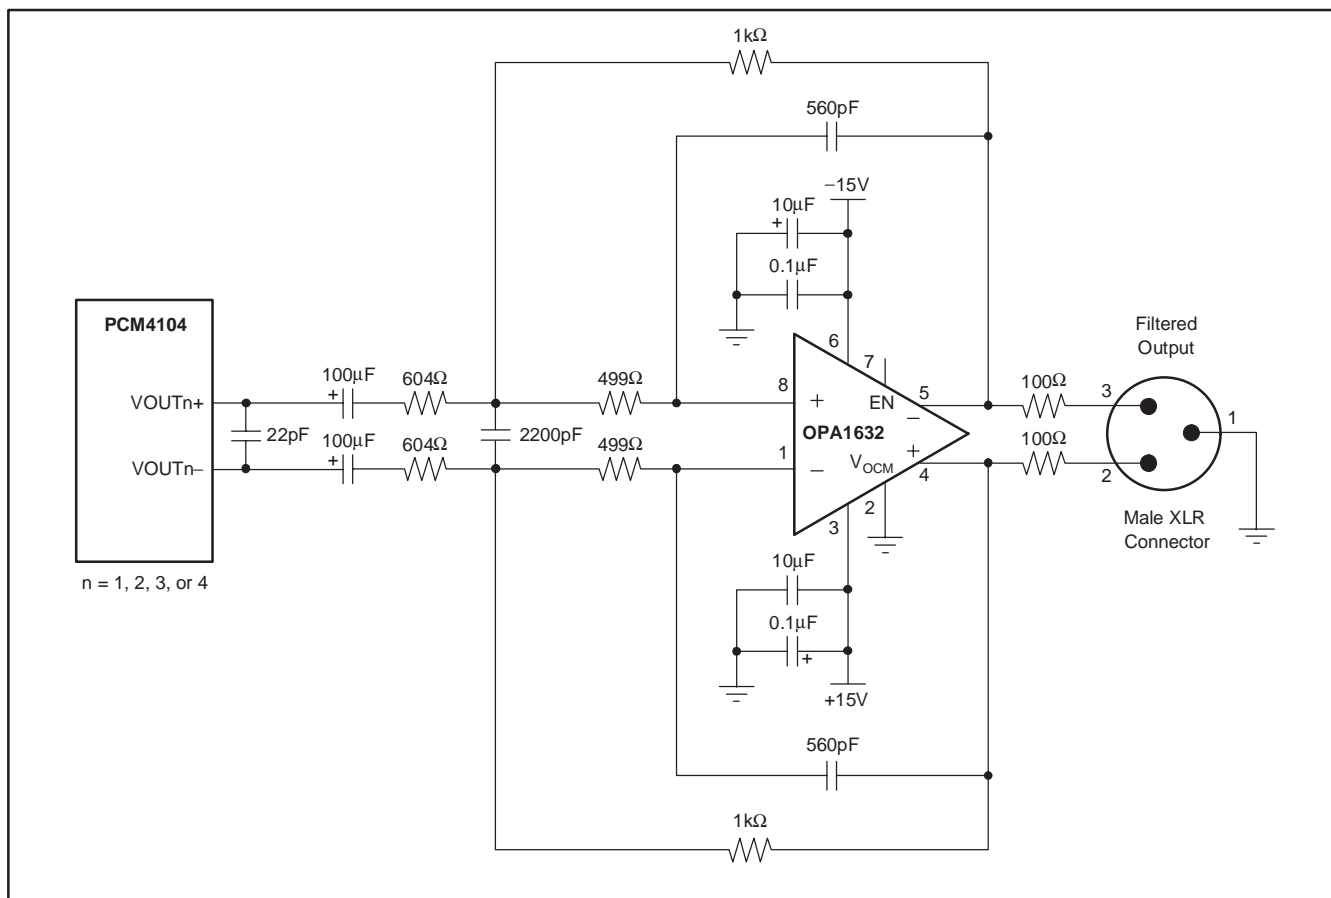 1kΩ
560pF
−15V
10μF
+
0.1μF
PCM4104
VOUTn+
VOUTn−
22pF
n = 1, 2, 3, or 4
100μF
+
100μF
+
604Ω
604Ω
2200pF
499Ω
499Ω
6
7
8
+
EN
5
−
OPA1632
1
−
+
VOCM
4
3
2
100Ω
100Ω
Filtered
Output
3
1
2
Male XLR
Connector
10μF
0.1μF
+
+15V
560pF
1kΩ